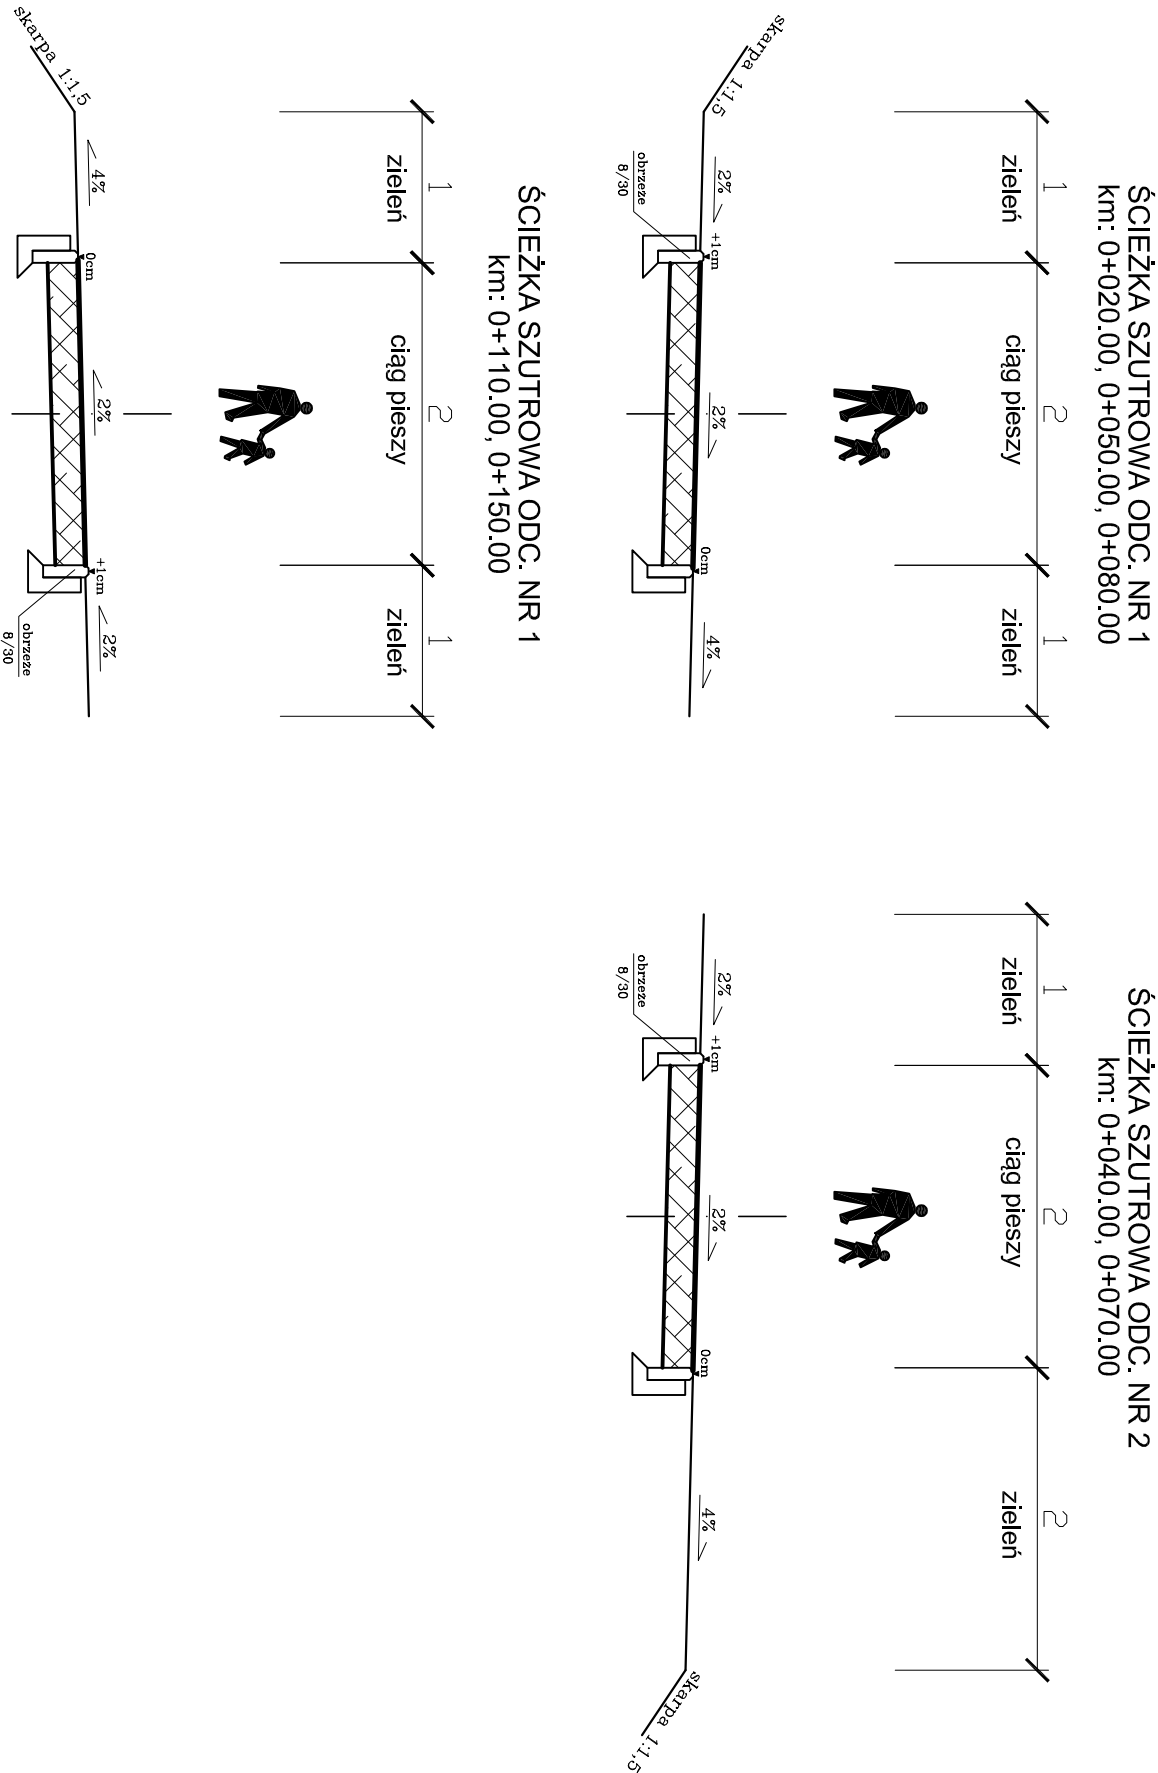 ŚCIEŻKA SZUTROWA ODC. NR 1
km: 0+020.00, 0+050.00, 0+080.00
1
2
1
zieleń
ciąg pieszy
zieleń
skarpa 1:1,5
2%
+1cm
2%
0cm
4%
obrzeże
8/30
ŚCIEŻKA SZUTROWA ODC. NR 2
km: 0+040.00, 0+070.00
1
2
2
zieleń
ciąg pieszy
zieleń
2%
+1cm
2%
0cm
4%
skarpa 1:1,5
obrzeże
8/30
ŚCIEŻKA SZUTROWA ODC. NR 1
km: 0+110.00, 0+150.00
1
2
1
zieleń
ciąg pieszy
zieleń
skarpa 1:1,5
4%
0cm
2%
+1cm
2%
obrzeże
8/30